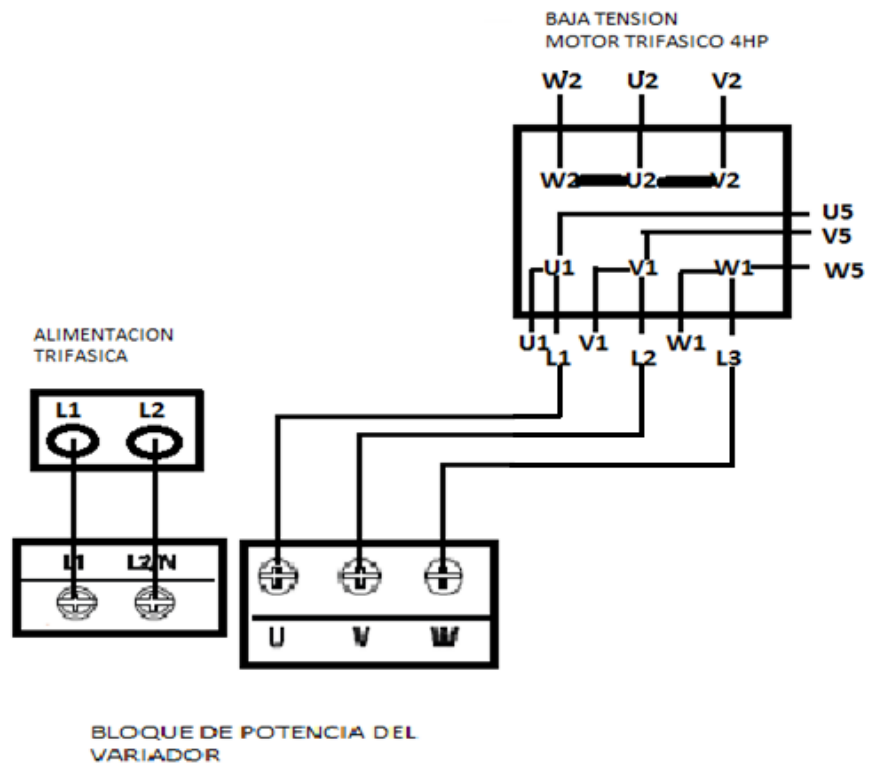 BAJA TENSION
MOTOR TRIFASICO 4HP
W2 U2 V2
W2 U2 V2
U5
V5
U1 V1 W1 W5
U1 L1 V1 L2 W1 L3
ALIMENTACION
TRIFASICA
L1 L2
L1 L2/N
U V W
BLOQUE DE POTENCIA DEL
VARIADOR